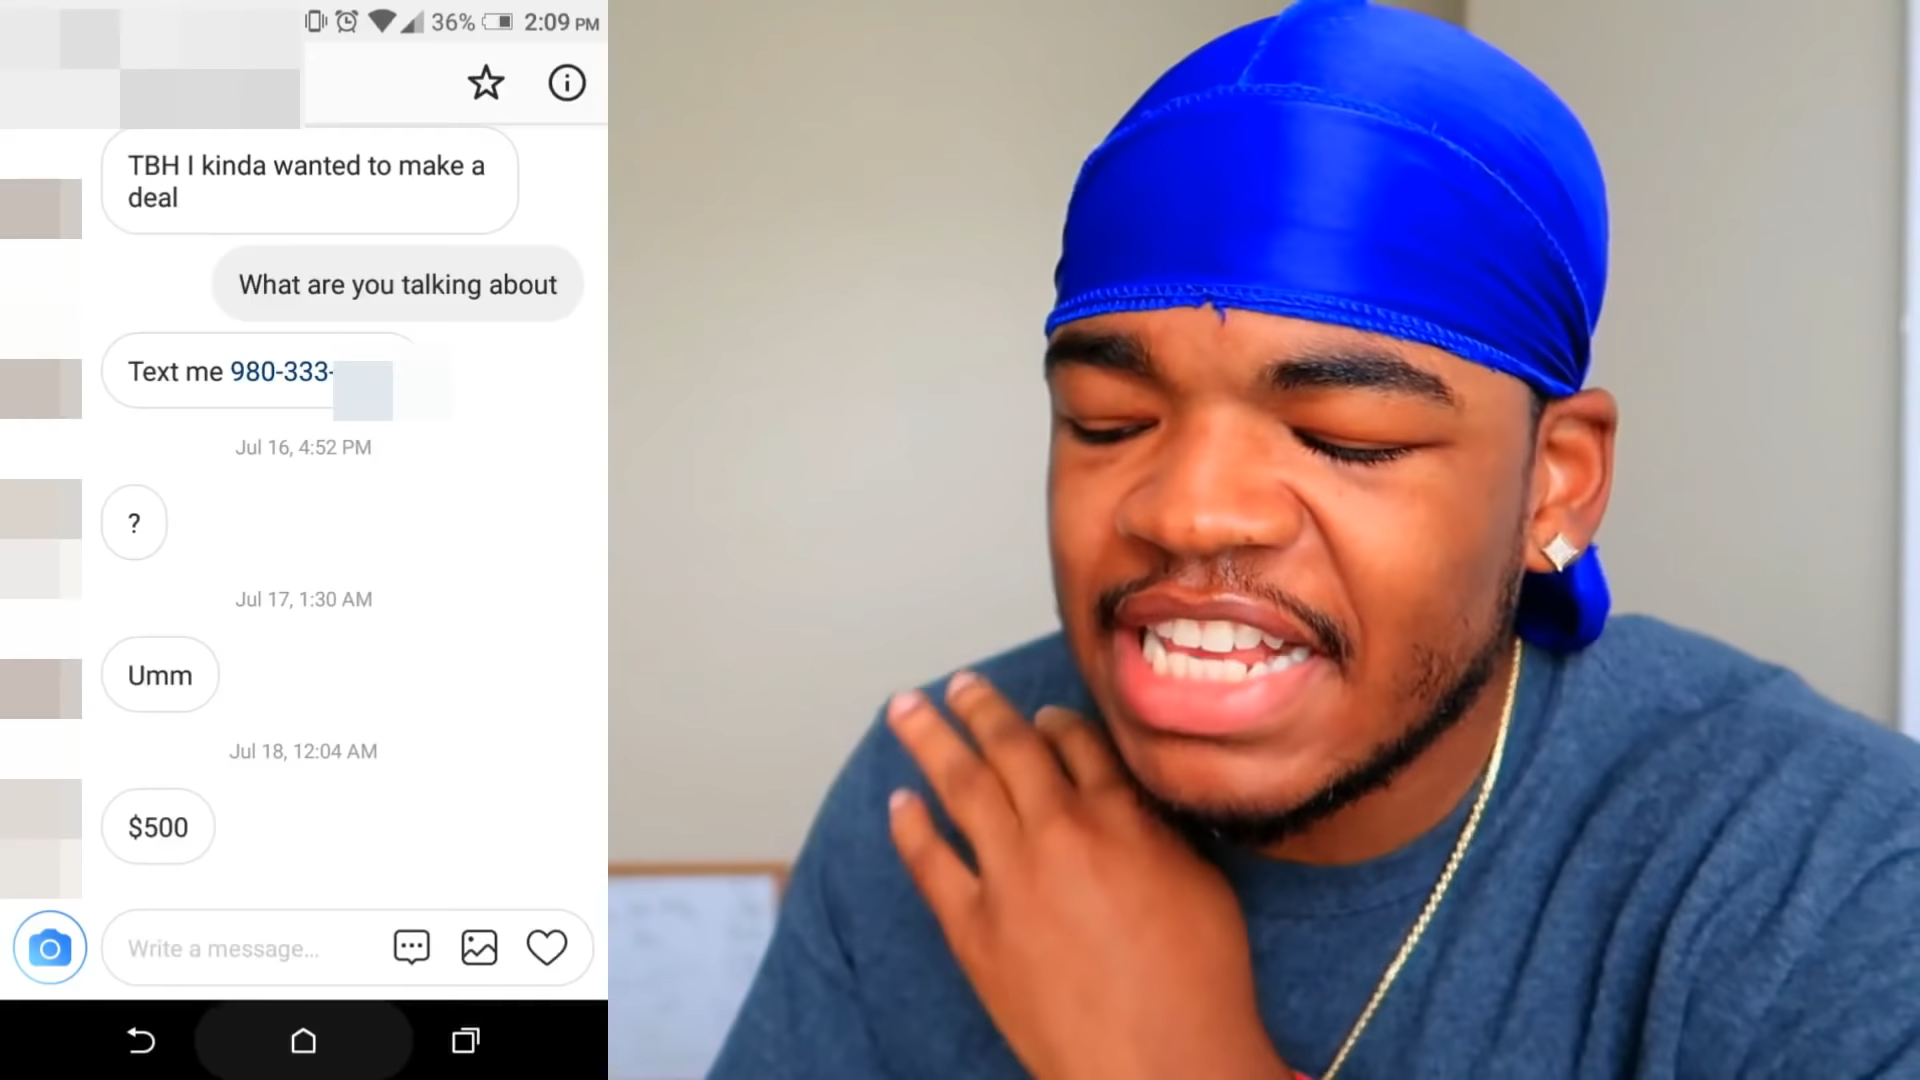 36% 2:09 PM
TBH I kinda wanted to make a
deal
What are you talking about
Text me 980-333-
Jul 16, 4:52 PM
?
Jul 17, 1:30 AM
Umm
Jul 18, 12:04 AM
$500
Write a message...